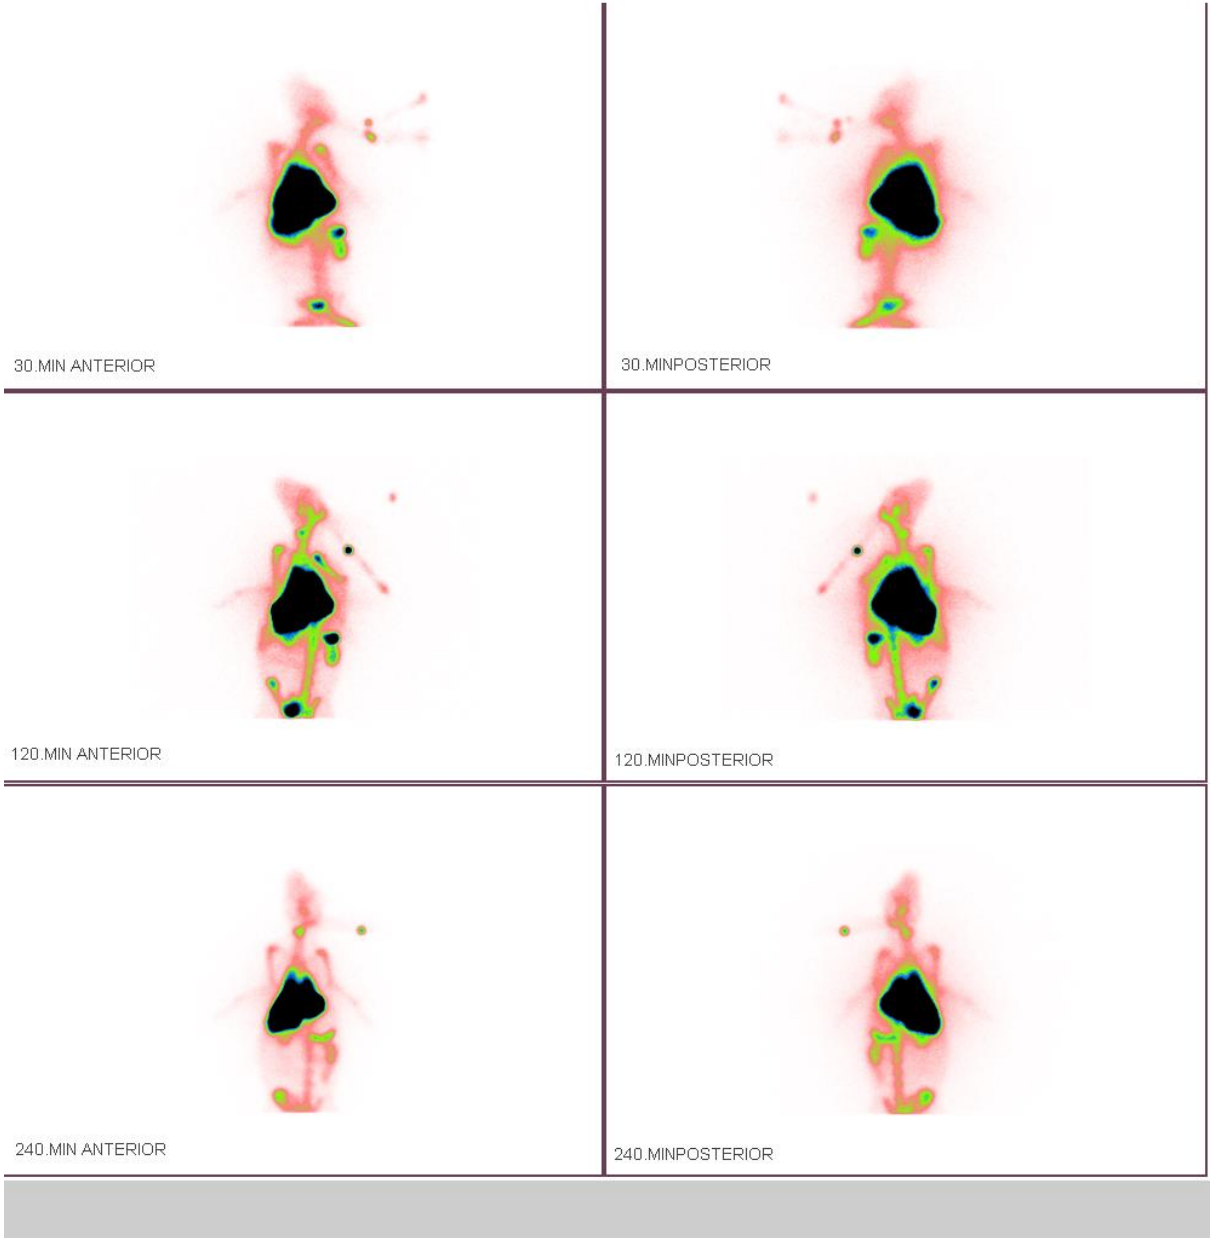 30.MIN ANTERIOR
30.MINPOSTERIOR
120.MIN ANTERIOR
120.MINPOSTERIOR
240.MIN ANTERIOR
240.MINPOSTERIOR